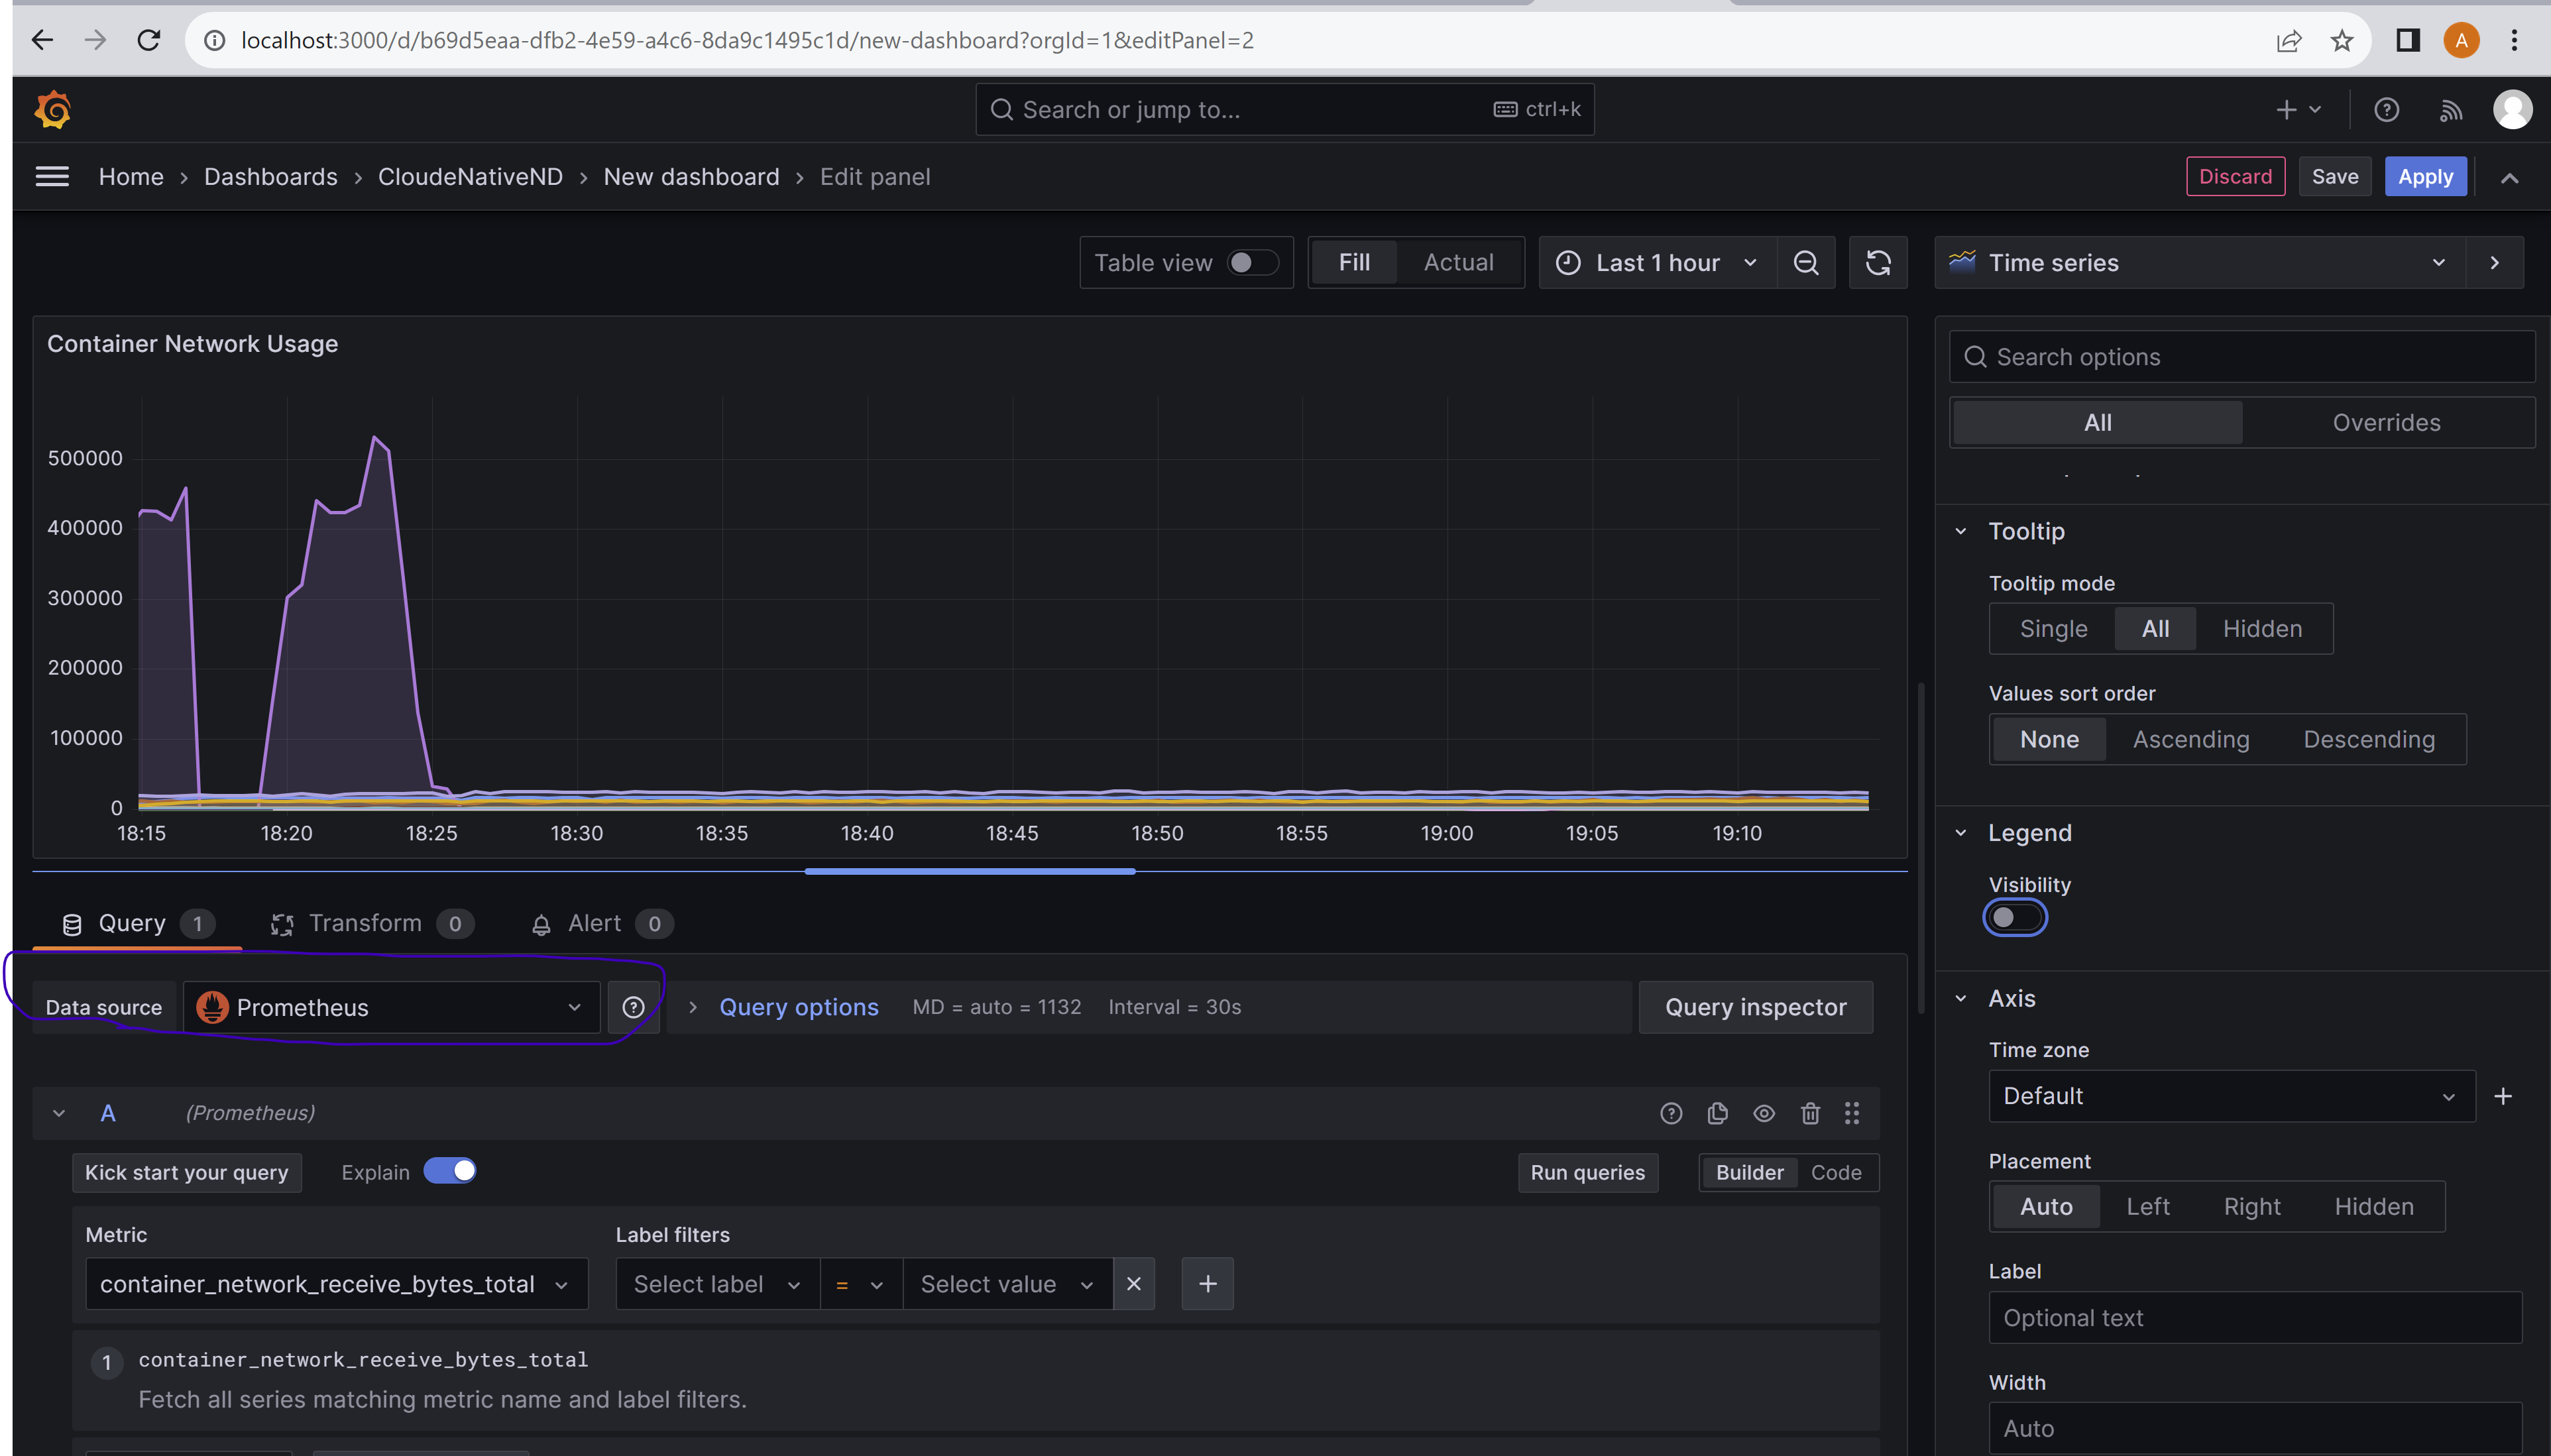 localhost:3000/d/b69d5eaa-dfb2-4e59-a4c6-8da9c1495c1d/new-dashboard?orgId=1&editPanel=2
A
Search or jump to...
ctrl+k
Home › Dashboards › CloudeNativeND › New dashboard › Edit panel
Discard
Save
Apply
Table view
Fill
Actual
Last 1 hour
Time series
Container Network Usage
500000
400000
300000
200000
100000
0
18:15 18:20 18:25 18:30 18:35 18:40 18:45 18:50 18:55 19:00 19:05 19:10
Query 1
Transform 0
Alert 0
Data source
Prometheus
Query options
MD = auto = 1132
Interval = 30s
Query inspector
A
(Prometheus)
Kick start your query
Explain
Run queries
Builder
Code
Metric
Label filters
container_network_receive_bytes_total
Select label
=
Select value
1
container_network_receive_bytes_total
Fetch all series matching metric name and label filters.
Search options
All
Overrides
Tooltip
Tooltip mode
Single
All
Hidden
Values sort order
None
Ascending
Descending
Legend
Visibility
Axis
Time zone
Default
Placement
Auto
Left
Right
Hidden
Label
Optional text
Width
Auto